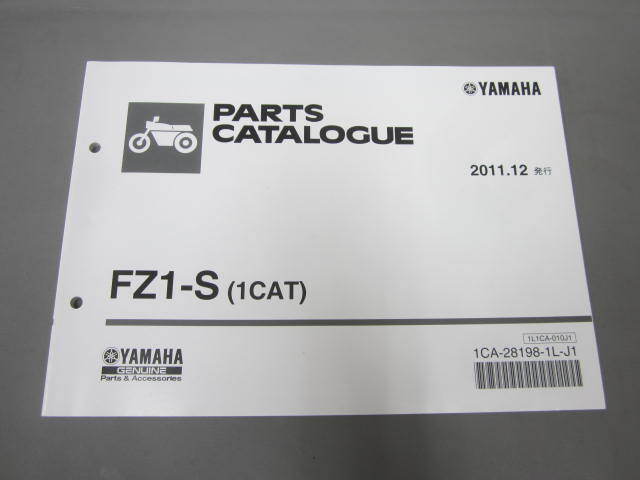 YAMAHA
PARTS
CATALOGUE
2011.12 発行
FZ1-S (1CAT)
1L1CA-010J1
1CA-28198-1L-J1
YAMAHA
GENUINE
Parts & Accessories